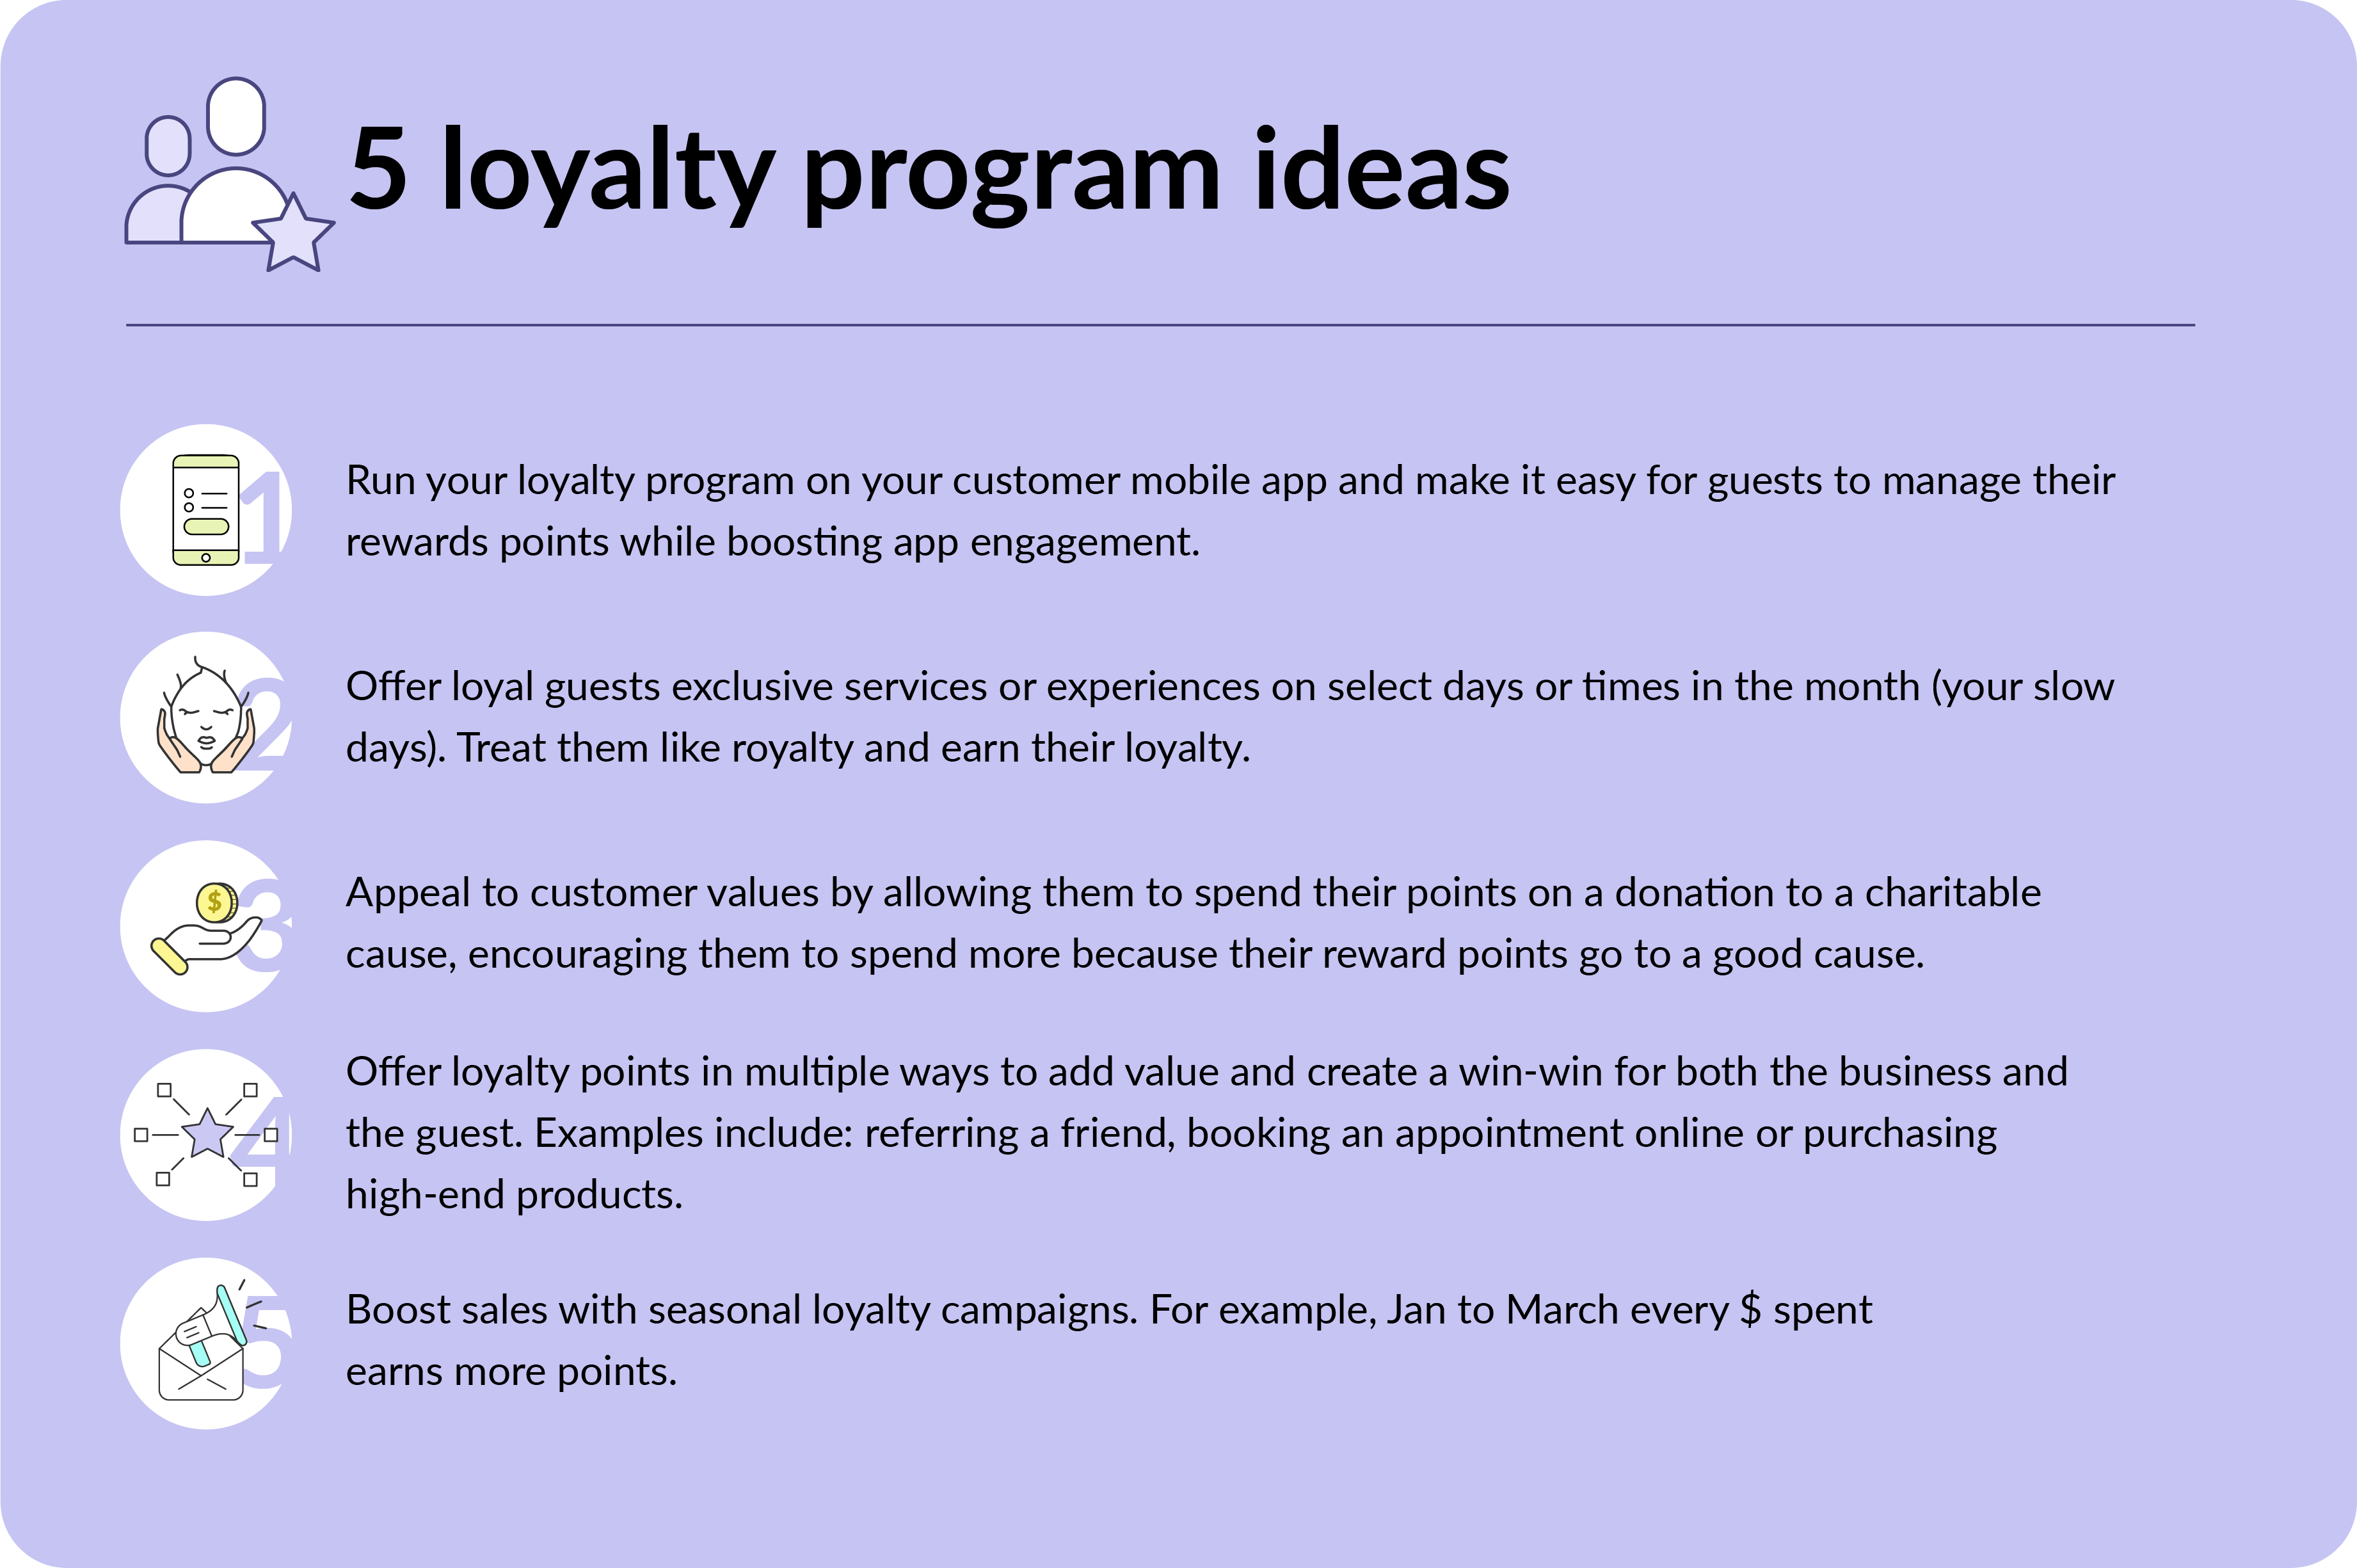 5 loyalty program ideas
1
Run your loyalty program on your customer mobile app and make it easy for guests to manage their
rewards points while boosting app engagement.
2
Offer loyal guests exclusive services or experiences on select days or times in the month (your slow
days). Treat them like royalty and earn their loyalty.
3
$
Appeal to customer values by allowing them to spend their points on a donation to a charitable
cause, encouraging them to spend more because their reward points go to a good cause.
4
Offer loyalty points in multiple ways to add value and create a win-win for both the business and
the guest. Examples include: referring a friend, booking an appointment online or purchasing
high-end products.
5
Boost sales with seasonal loyalty campaigns. For example, Jan to March every $ spent
earns more points.